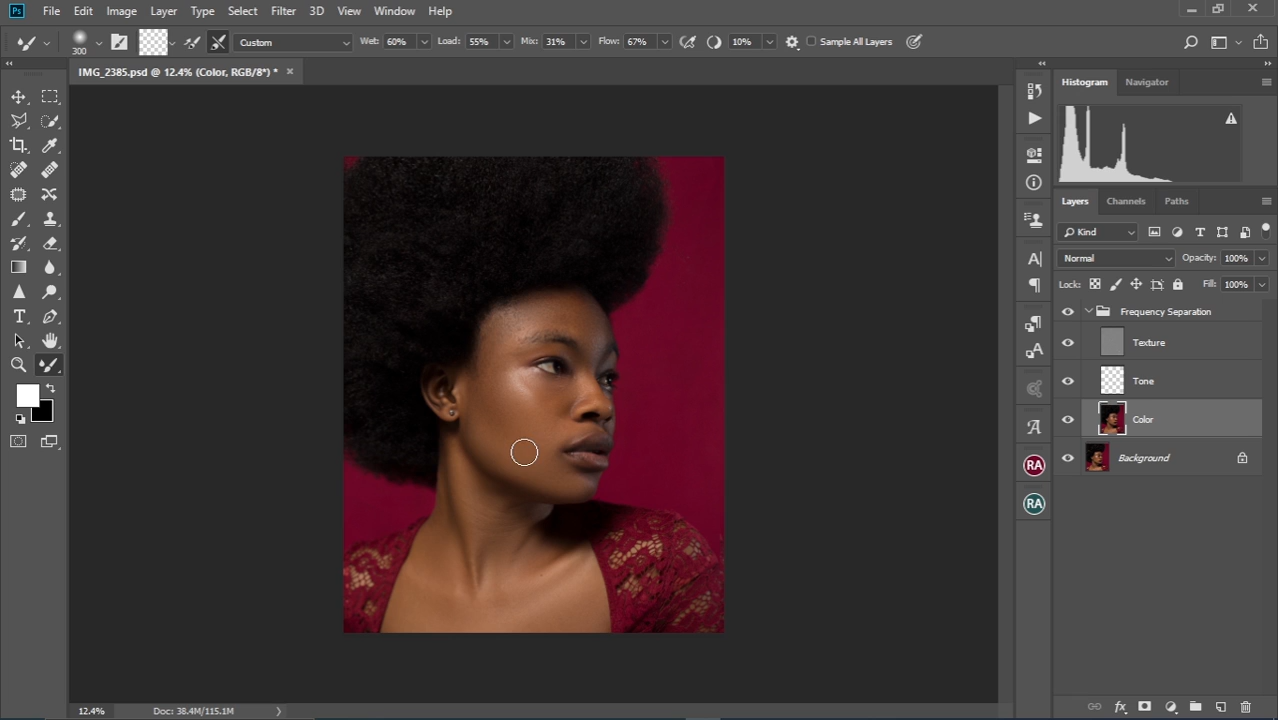 Ps File Edit Image Layer Type Select Filter 3D View Window Help
300 Custom Wet: 60% Load: 55% Mix: 31% Flow: 67% 10% Sample All Layers
IMG_2385.psd @ 12.4% (Color, RGB/8*) * ×
Histogram Navigator
Layers Channels Paths
Kind
Normal Opacity: 100%
Lock: Fill: 100%
Frequency Separation
Texture
Tone
Color
Background
RA
RA
12.4% Doc: 38.4M/115.1M